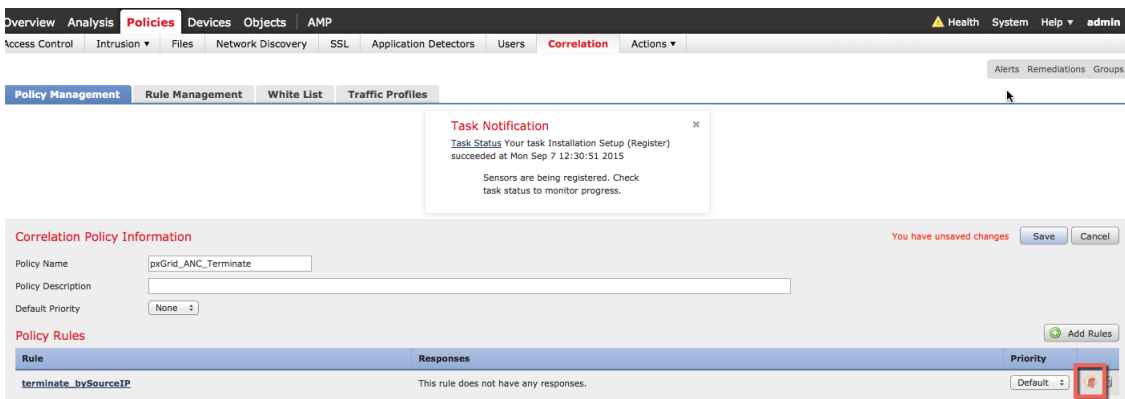 Overview Analysis Policies Devices Objects AMP Health System Help ▾ admin
Access Control Intrusion ▾ Files Network Discovery SSL Application Detectors Users Correlation Actions ▾
Alerts Remediations Groups
Policy Management Rule Management White List Traffic Profiles
Task Notification ×
Task Status Your task Installation Setup (Register)
succeeded at Mon Sep 7 12:30:51 2015
Sensors are being registered. Check
task status to monitor progress.
Correlation Policy Information You have unsaved changes Save Cancel
Policy Name pxGrid_ANC_Terminate
Policy Description
Default Priority None
Policy Rules Add Rules
Rule Responses Priority
terminate_bySourceIP This rule does not have any responses. Default